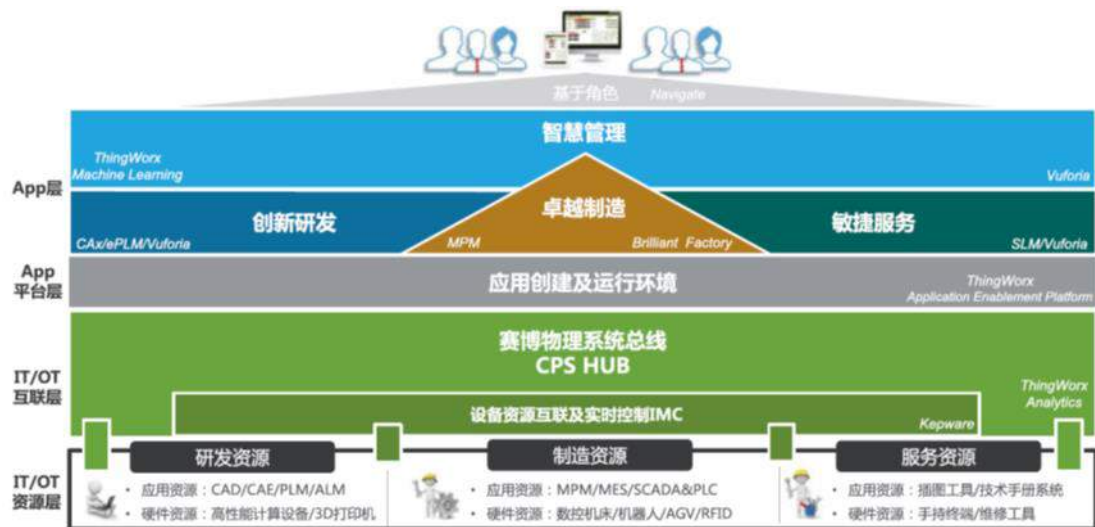 基于角色 Navigate
智慧管理
ThingWorx
Machine Learning
Vuforia
App层
创新研发
卓越制造
敏捷服务
CAx/ePLM/Vuforia
MPM
Brilliant Factory
SLM/Vuforia
App
平台层
应用创建及运行环境
ThingWorx
Application Enablement Platform
赛博物理系统总线
CPS HUB
IT/OT
互联层
ThingWorx
Analytics
设备资源互联及实时控制IMC
Kepware
研发资源
制造资源
服务资源
IT/OT
资源层
• 应用资源：CAD/CAE/PLM/ALM
• 硬件资源：高性能计算设备/3D打印机
• 应用资源：MPM/MES/SCADA&PLC
• 硬件资源：数控机床/机器人/AGV/RFID
• 应用资源：插图工具/技术手册系统
• 硬件资源：手持终端/维修工具